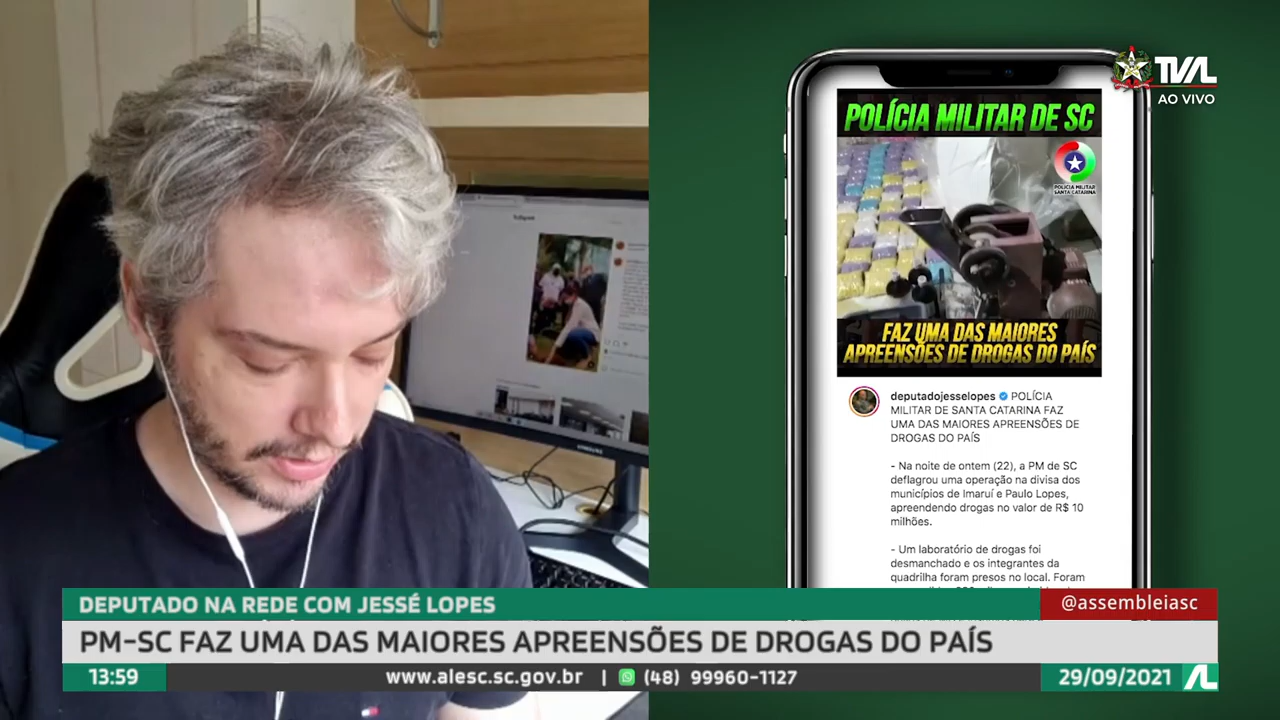 TVAL
AO VIVO
POLÍCIA MILITAR DE SC
POLÍCIA MILITAR
SANTA CATARINA
FAZ UMA DAS MAIORES
APREENSÕES DE DROGAS DO PAÍS
deputadojesselopes POLÍCIA
MILITAR DE SANTA CATARINA FAZ
UMA DAS MAIORES APREENSÕES DE
DROGAS DO PAÍS
- Na noite de ontem (22), a PM de SC
deflagrou uma operação na divisa dos
municípios de Imaruí e Paulo Lopes,
apreendendo drogas no valor de R$ 10
milhões.
- Um laboratório de drogas foi
desmanchado e os integrantes da
quadrilha foram presos no local. Foram
SAMSUNG
DEPUTADO NA REDE COM JESSÉ LOPES
@assembleiasc
PM-SC FAZ UMA DAS MAIORES APREENSÕES DE DROGAS DO PAÍS
13:59
www.alesc.sc.gov.br | (48) 99960-1127
29/09/2021
AL